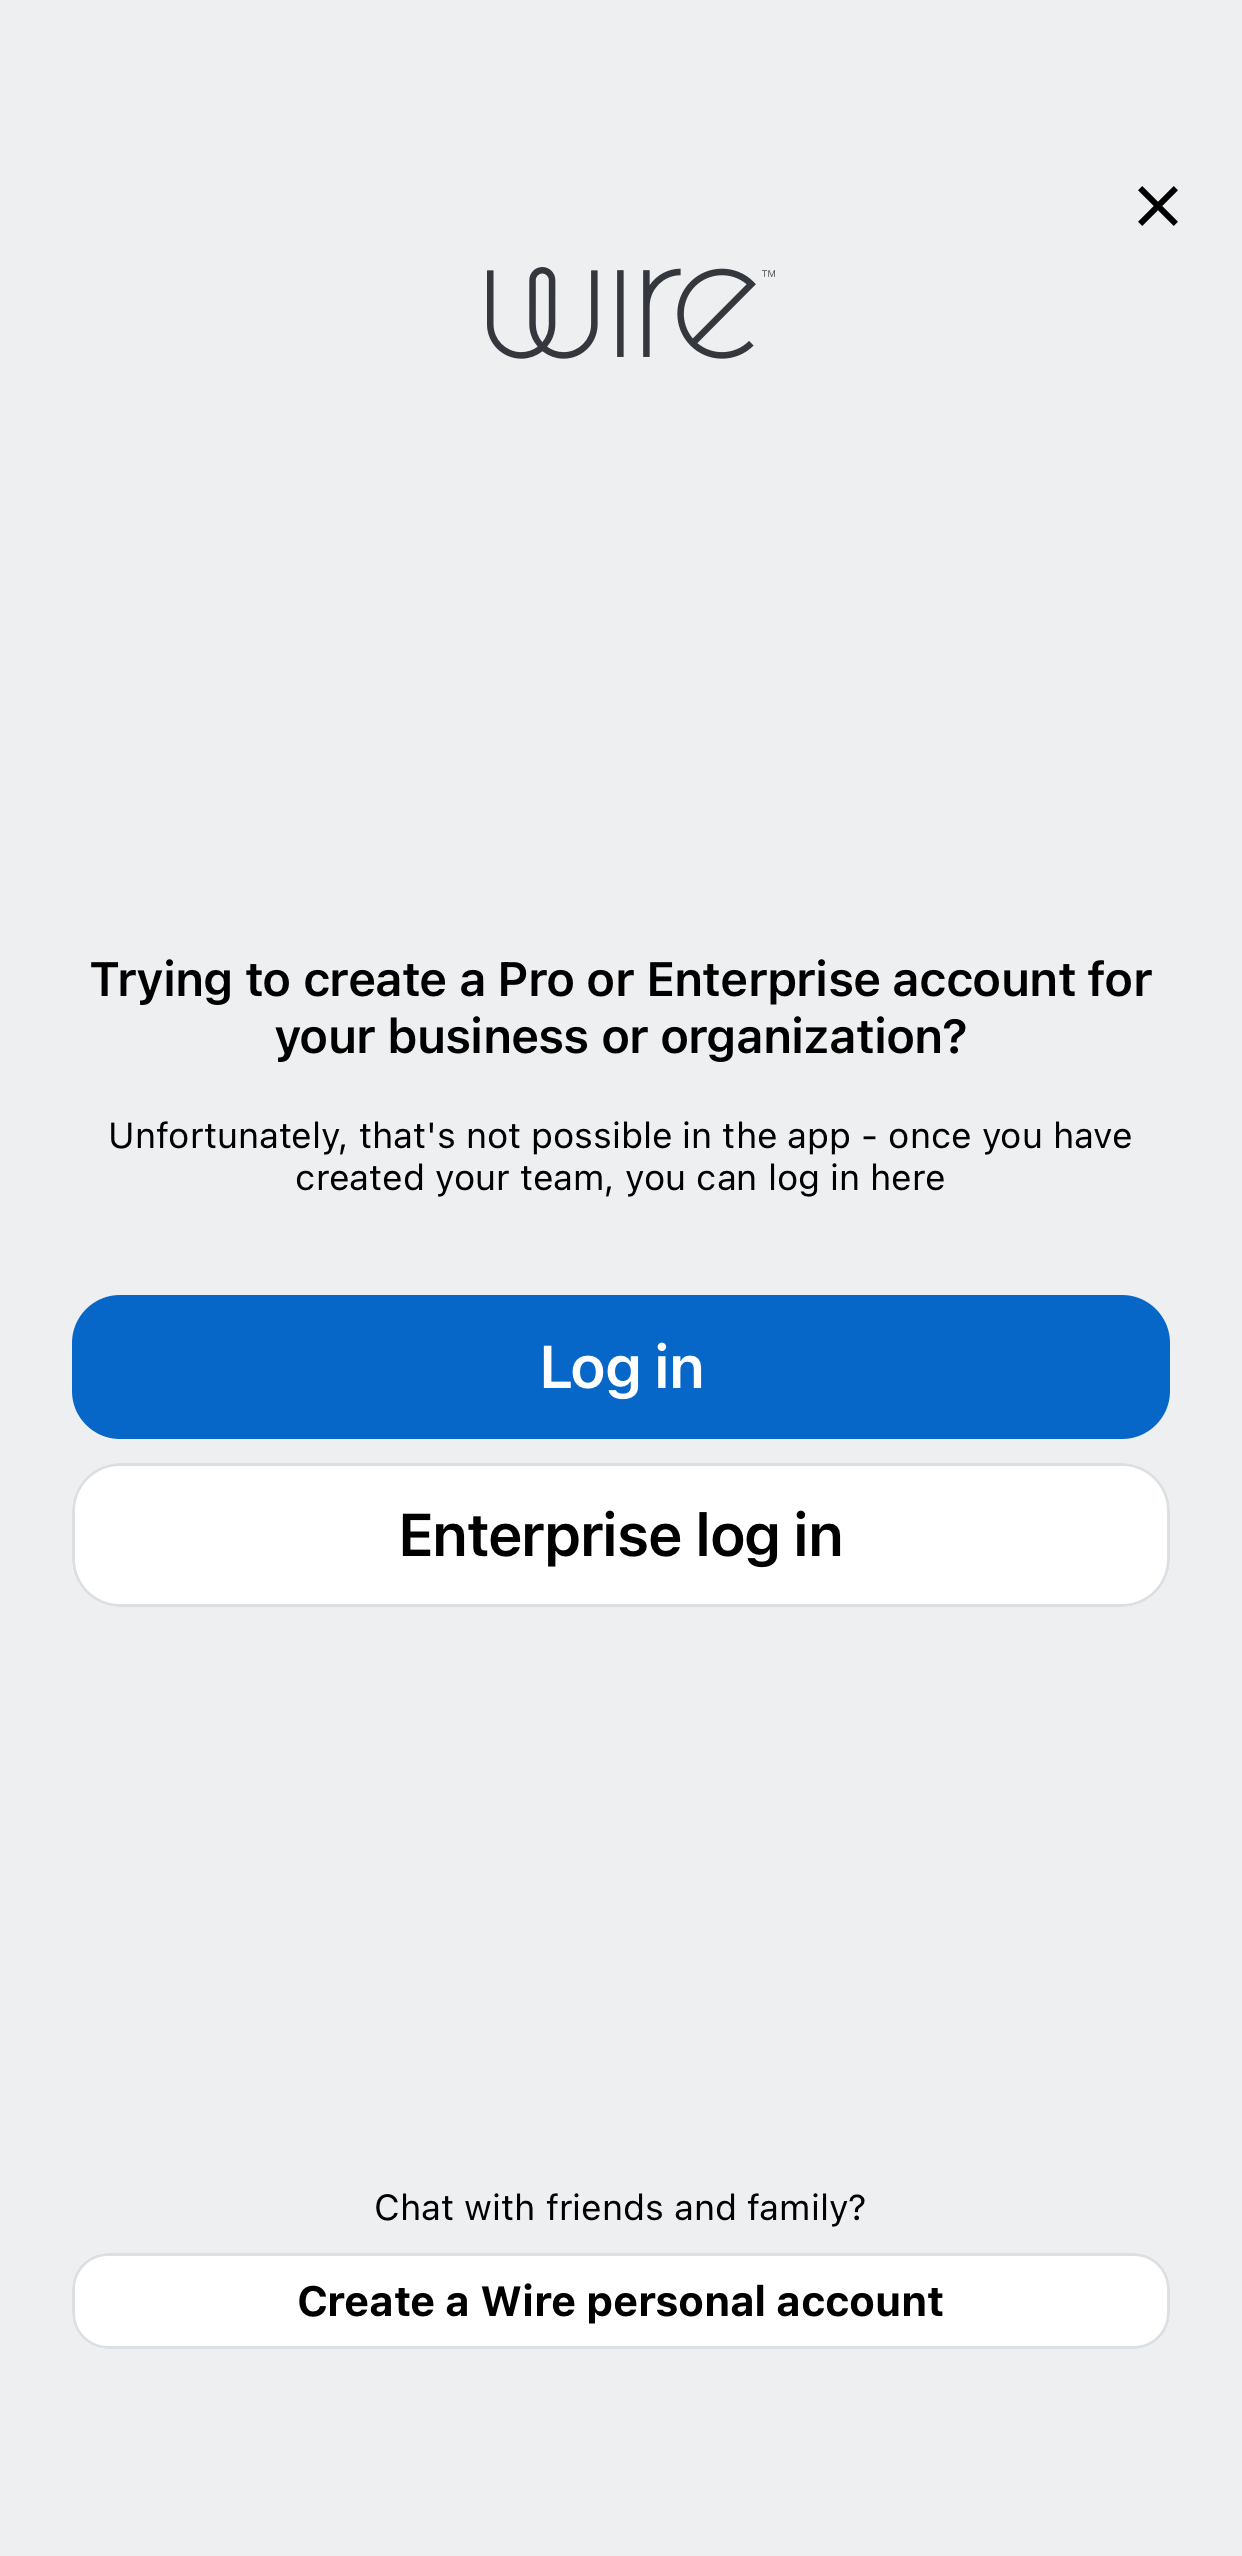 wire™
Trying to create a Pro or Enterprise account for
your business or organization?
Unfortunately, that's not possible in the app - once you have
created your team, you can log in here
Log in
Enterprise log in
Chat with friends and family?
Create a Wire personal account